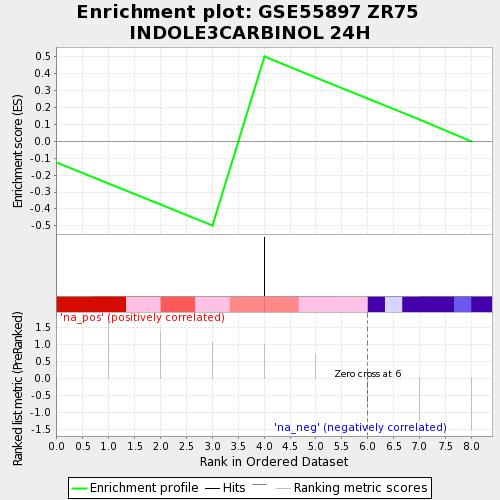 Enrichment plot: GSE55897 ZR75
INDOLE3CARBINOL 24H
Enrichment score (ES)
0.5
0.4
0.3
0.2
0.1
0.0
-0.1
-0.2
-0.3
-0.4
-0.5
Ranked list metric (PreRanked)
'na_pos' (positively correlated)
1.5
1.0
0.5
0.0
-0.5
-1.0
-1.5
Zero cross at 6
'na_neg' (negatively correlated)
0.0 0.5 1.0 1.5 2.0 2.5 3.0 3.5 4.0 4.5 5.0 5.5 6.0 6.5 7.0 7.5 8.0
Rank in Ordered Dataset
Enrichment profile Hits Ranking metric scores